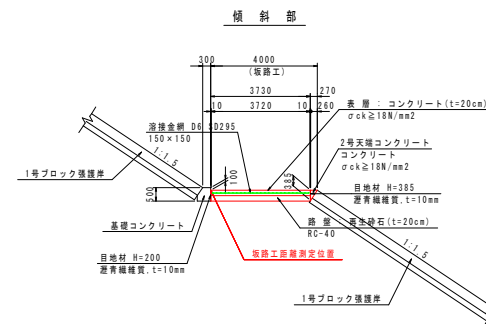 傾 斜 部
300
4000
(坂路工)
3730
270
10
3720
10
260
表 層 : コンクリート(t=20cm)
σck≧18N/mm2
溶接金網 D6 SD295
150×150
2号天端コンクリート
コンクリート
σck≧18N/mm2
1:1.5
1号ブロック張護岸
100
385
500
目地材 H=385
瀝青繊維質,t=10mm
基礎コンクリート
路 盤 : 再生砕石(t=20cm)
RC-40
目地材 H=200
瀝青繊維質,t=10mm
坂路工距離測定位置
1:1.5
1号ブロック張護岸